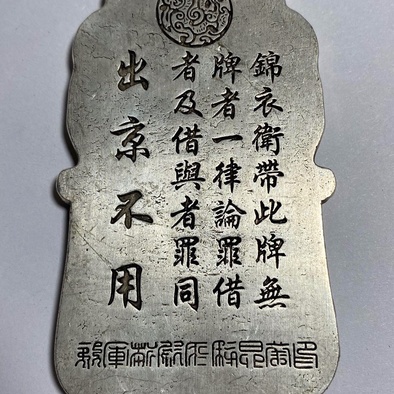 錦衣衛帶此牌無
牌者一律論罪借
者及借與者罪同
出京不用